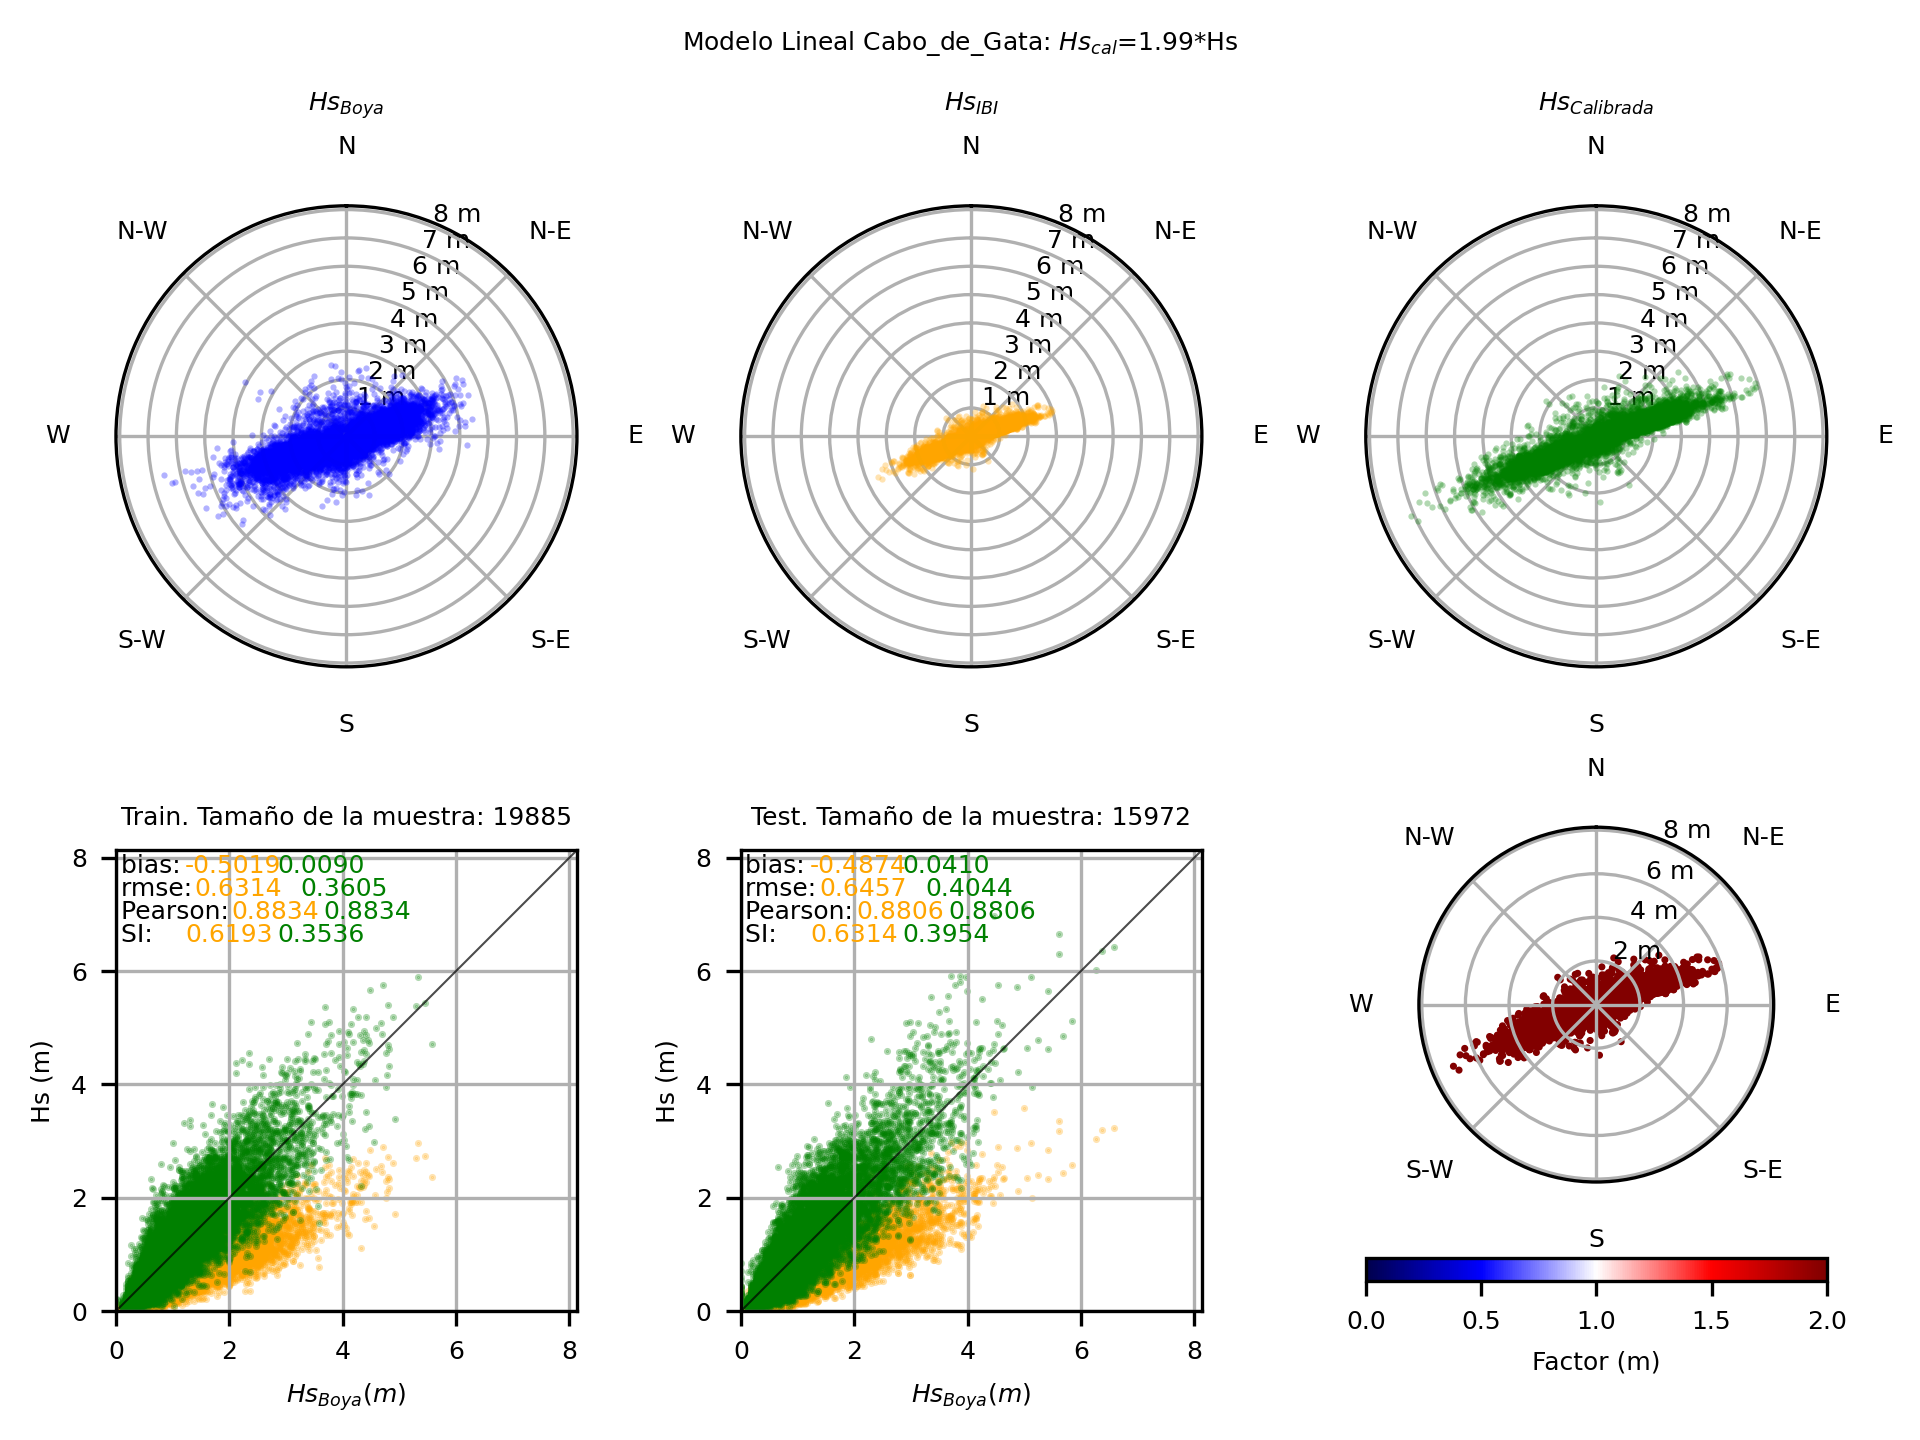 Modelo Lineal Cabo_de_Gata: Hs_cal=1.99*Hs
Hs_Boya
N
N-W
N-E
8 m
7 m
6 m
5 m
4 m
3 m
2 m
1 m
W
E
S-W
S-E
S
Hs_IBI
N
N-W
N-E
8 m
7 m
6 m
5 m
4 m
3 m
2 m
1 m
W
E
S-W
S-E
S
Hs_Calibrada
N
N-W
N-E
8 m
7 m
6 m
5 m
4 m
3 m
2 m
1 m
W
E
S-W
S-E
S
Train. Tamaño de la muestra: 19885
bias: -0.5019 0.0090
rmse: 0.6314 0.3605
Pearson: 0.8834 0.8834
SI: 0.6193 0.3536
8
6
4
2
0
Hs (m)
0 2 4 6 8
Hs_Boya(m)
Test. Tamaño de la muestra: 15972
bias: -0.4874 0.0410
rmse: 0.6457 0.4044
Pearson: 0.8806 0.8806
SI: 0.6314 0.3954
8
6
4
2
0
Hs (m)
0 2 4 6 8
Hs_Boya(m)
N
N-W
N-E
8 m
6 m
4 m
2 m
W
E
S-W
S-E
S
0.0 0.5 1.0 1.5 2.0
Factor (m)